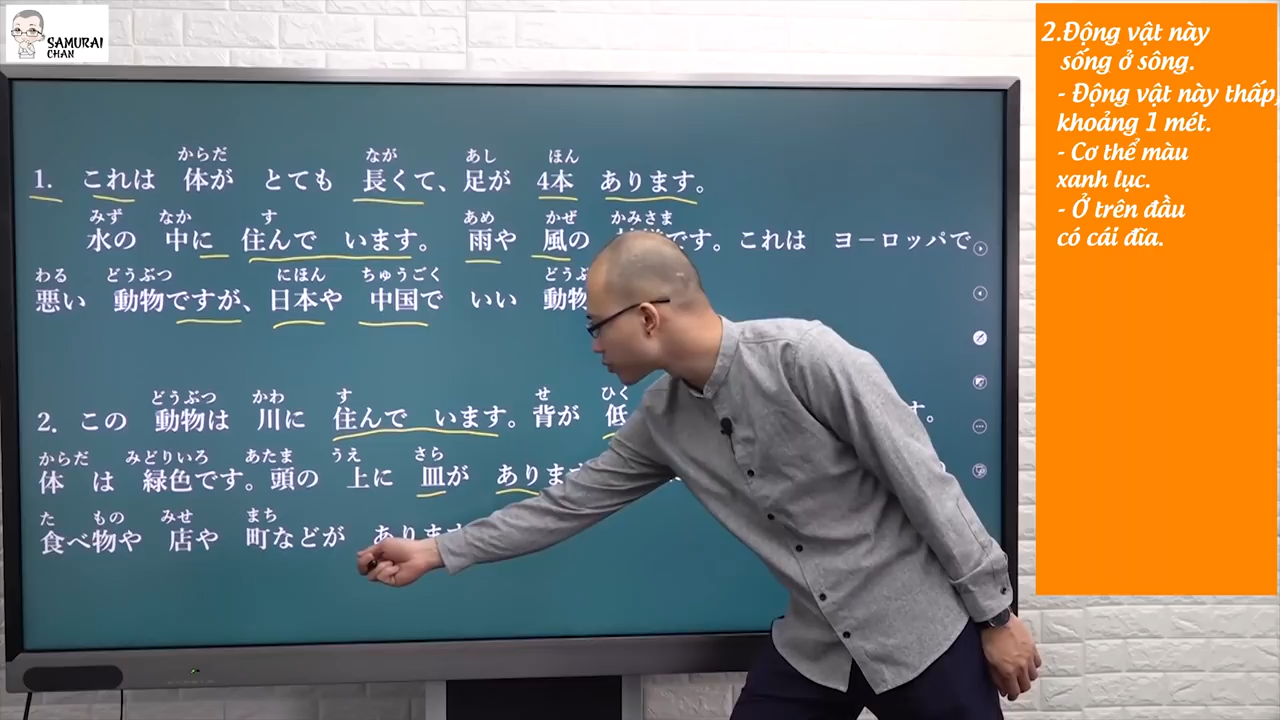 SAMURAI
CHAN
からだ なが あし ほん
1. これは 体が とても 長くて、足が 4本 あります。
みず なか す あめ かぜ かみさま
水の 中に 住んで います。 雨や 風の です。これは ヨーロッパで
わる どうぶつ にほん ちゅうごく どうぶ
悪い 動物ですが、日本や 中国で いい 動物
どうぶつ かわ す せ ひく
2. この 動物は 川に 住んで います。背が 低 す。
からだ みどりいろ あたま うえ さら
体 は 緑色です。頭の 上に 皿が あります
た もの みせ まち
食べ物や 店や 町などが あります
2.Động vật này
sống ở sông.
- Động vật này thấp,
khoảng 1 mét.
- Cơ thể màu
xanh lục.
- Ở trên đầu
có cái đĩa.